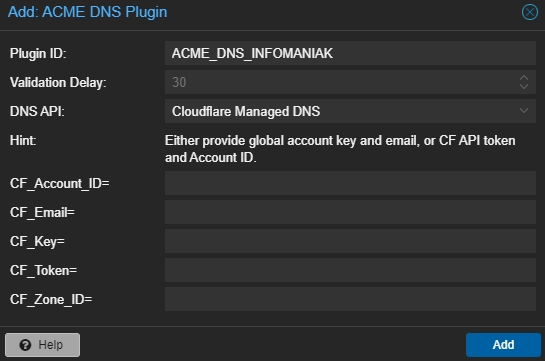 Add: ACME DNS Plugin
Plugin ID: ACME_DNS_INFOMANIAK
Validation Delay: 30
DNS API: Cloudflare Managed DNS
Hint: Either provide global account key and email, or CF API token
and Account ID.
CF_Account_ID=
CF_Email=
CF_Key=
CF_Token=
CF_Zone_ID=
? Help
Add